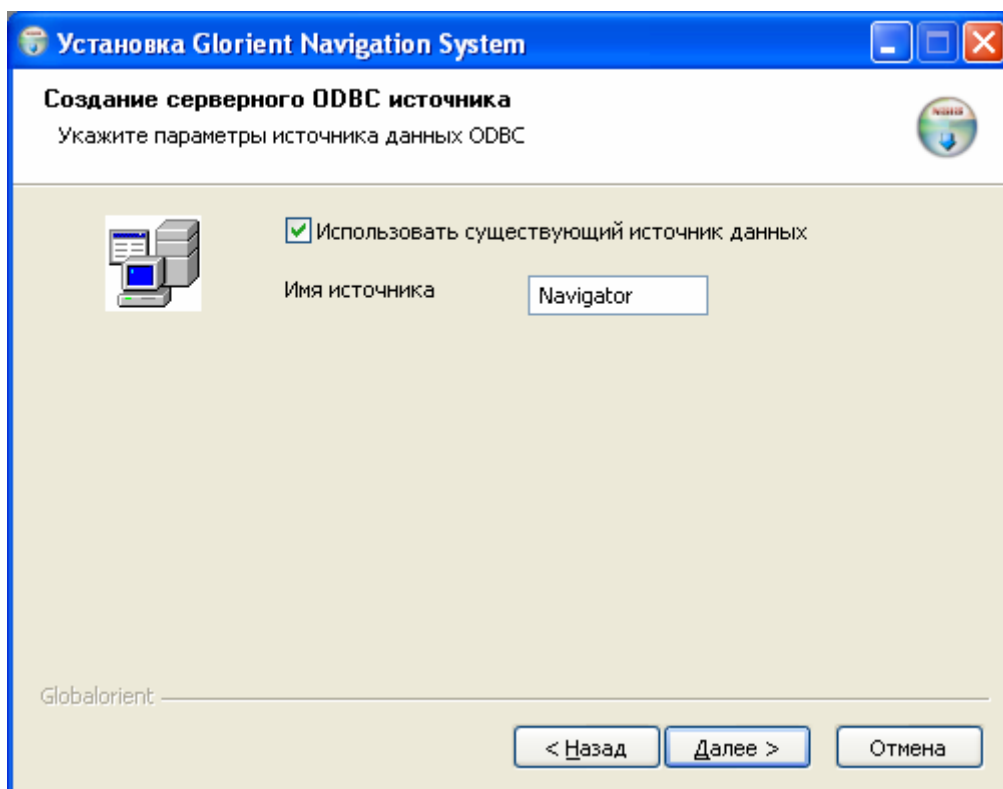 Установка Glorient Navigation System
Создание серверного ODBC источника
Укажите параметры источника данных ODBC
Использовать существующий источник данных
Имя источника
Navigator
Globalorient
< Назад
Далее >
Отмена